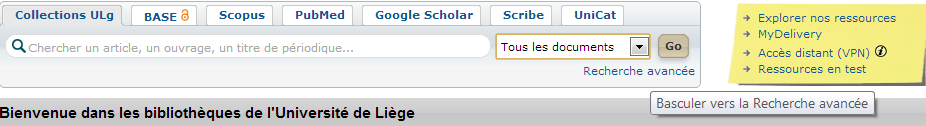 Collections ULg BASE Scopus PubMed Google Scholar Scribe UniCat
Chercher un article, un ouvrage, un titre de périodique... Tous les documents Go
Recherche avancée
Explorer nos ressources
MyDelivery
Accès distant (VPN) i
Ressources en test
Basculer vers la Recherche avancée
Bienvenue dans les bibliothèques de l'Université de Liège